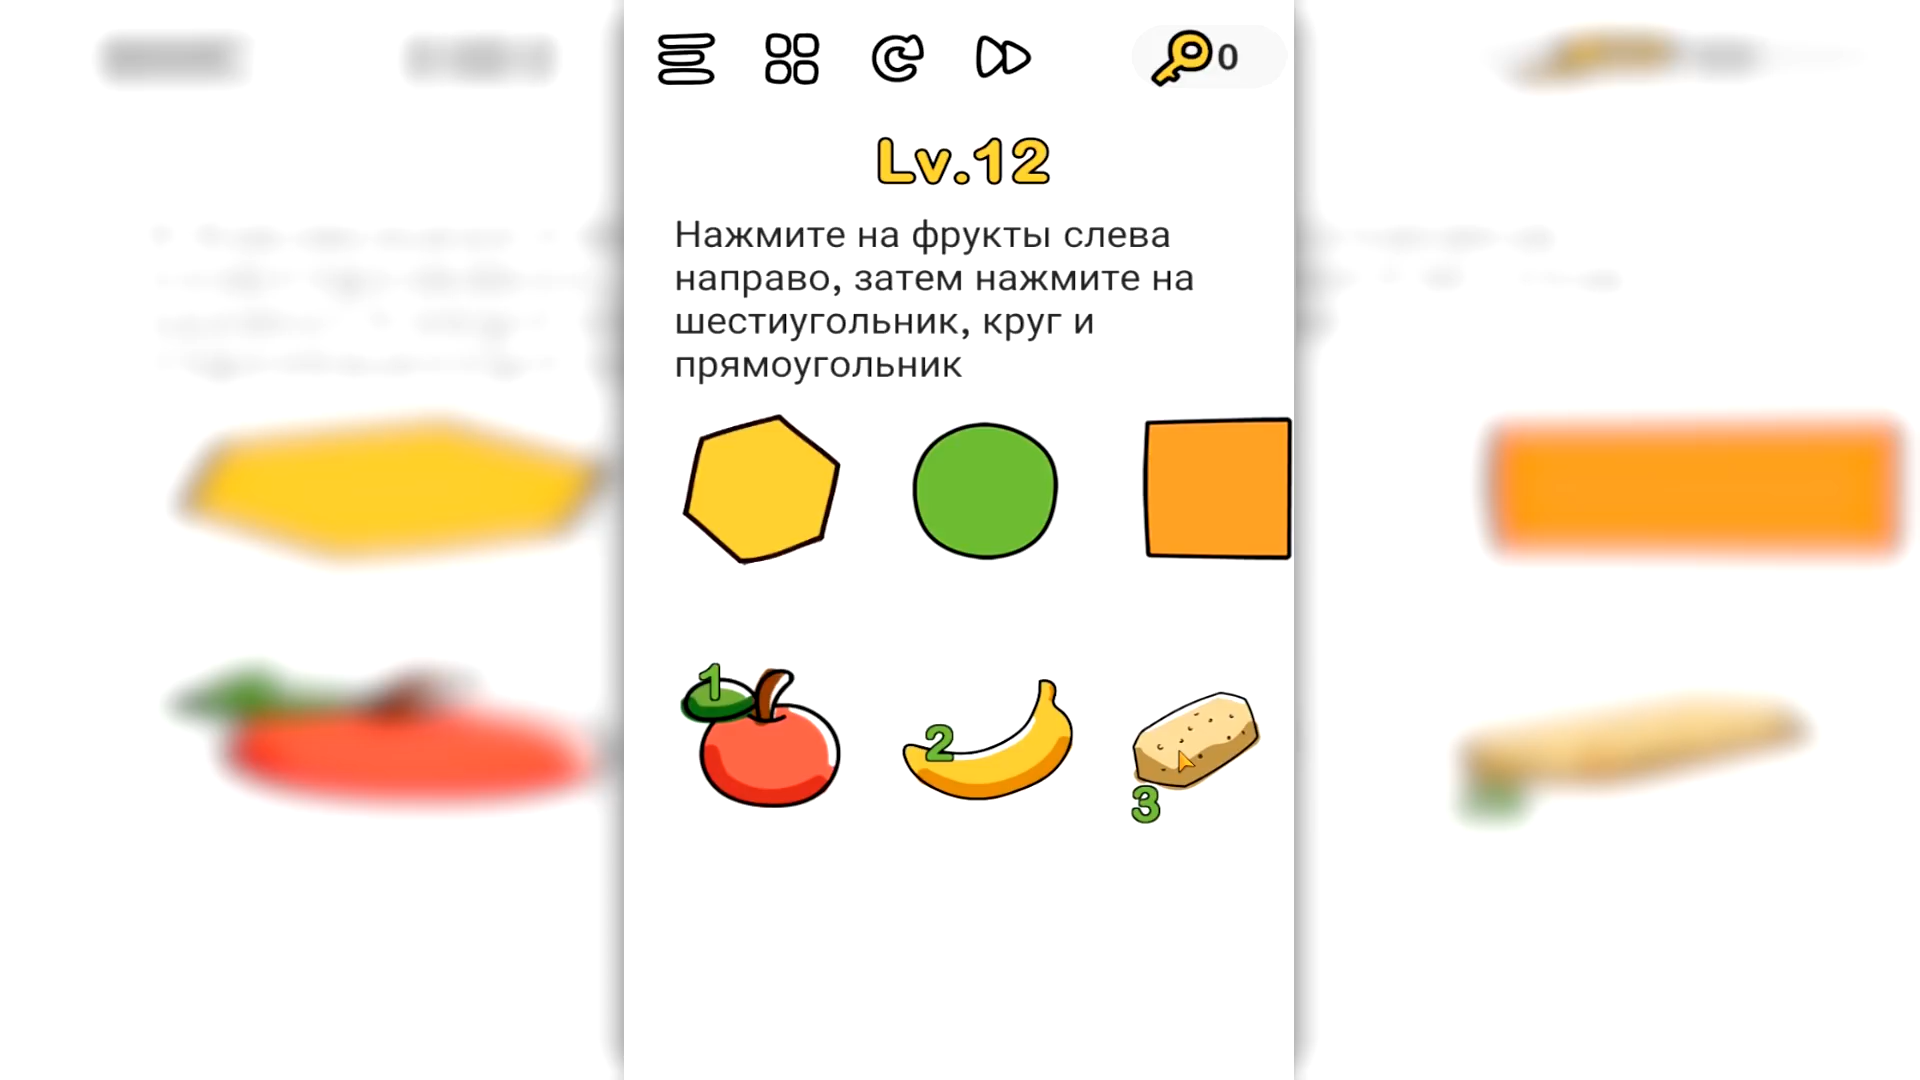 0
Lv.12
Нажмите на фрукты слева
направо, затем нажмите на
шестиугольник, круг и
прямоугольник
1
2
3